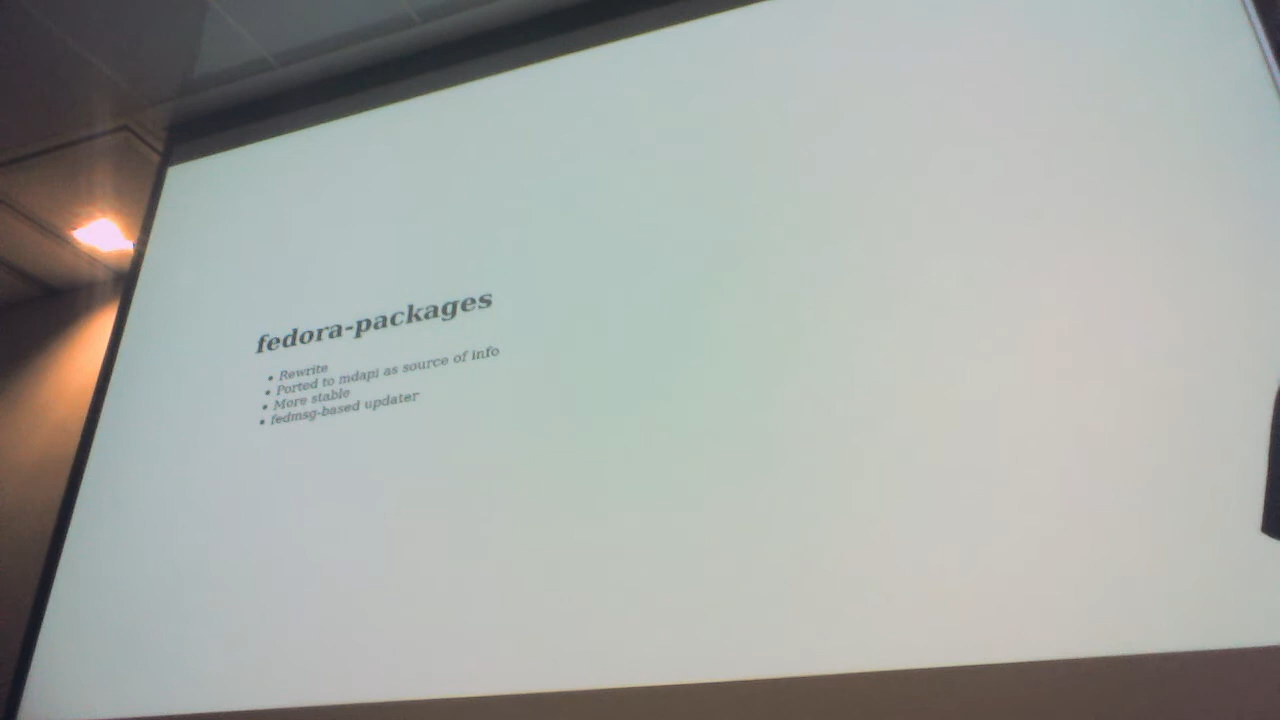 fedora-packages
• Rewrite
• Ported to mdapi as source of info
• More stable
• fedmsg-based updater